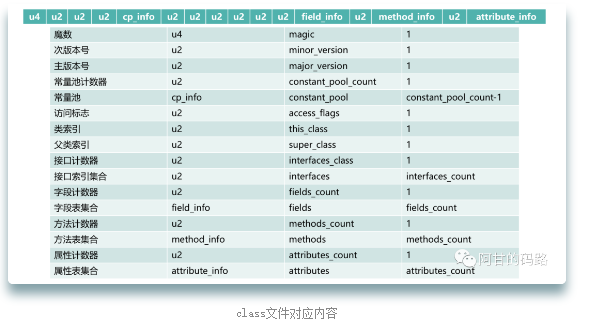 u4 u2 u2 u2 cp_info u2 u2 u2 u2 u2 u2 field_info u2 method_info u2 attribute_info
魔数 u4 magic 1
次版本号 u2 minor_version 1
主版本号 u2 major_version 1
常量池计数器 u2 constant_pool_count 1
常量池 cp_info constant_pool constant_pool_count-1
访问标志 u2 access_flags 1
类索引 u2 this_class 1
父类索引 u2 super_class 1
接口计数器 u2 interfaces_class 1
接口索引集合 u2 interfaces interfaces_count
字段计数器 u2 fields_count 1
字段表集合 field_info fields fields_count
方法计数器 u2 methods_count 1
方法表集合 method_info methods methods_count
属性计数器 u2 attributes_count 1
属性表集合 attribute_info attributes attributes_count
阿甘的码路
class文件对应内容